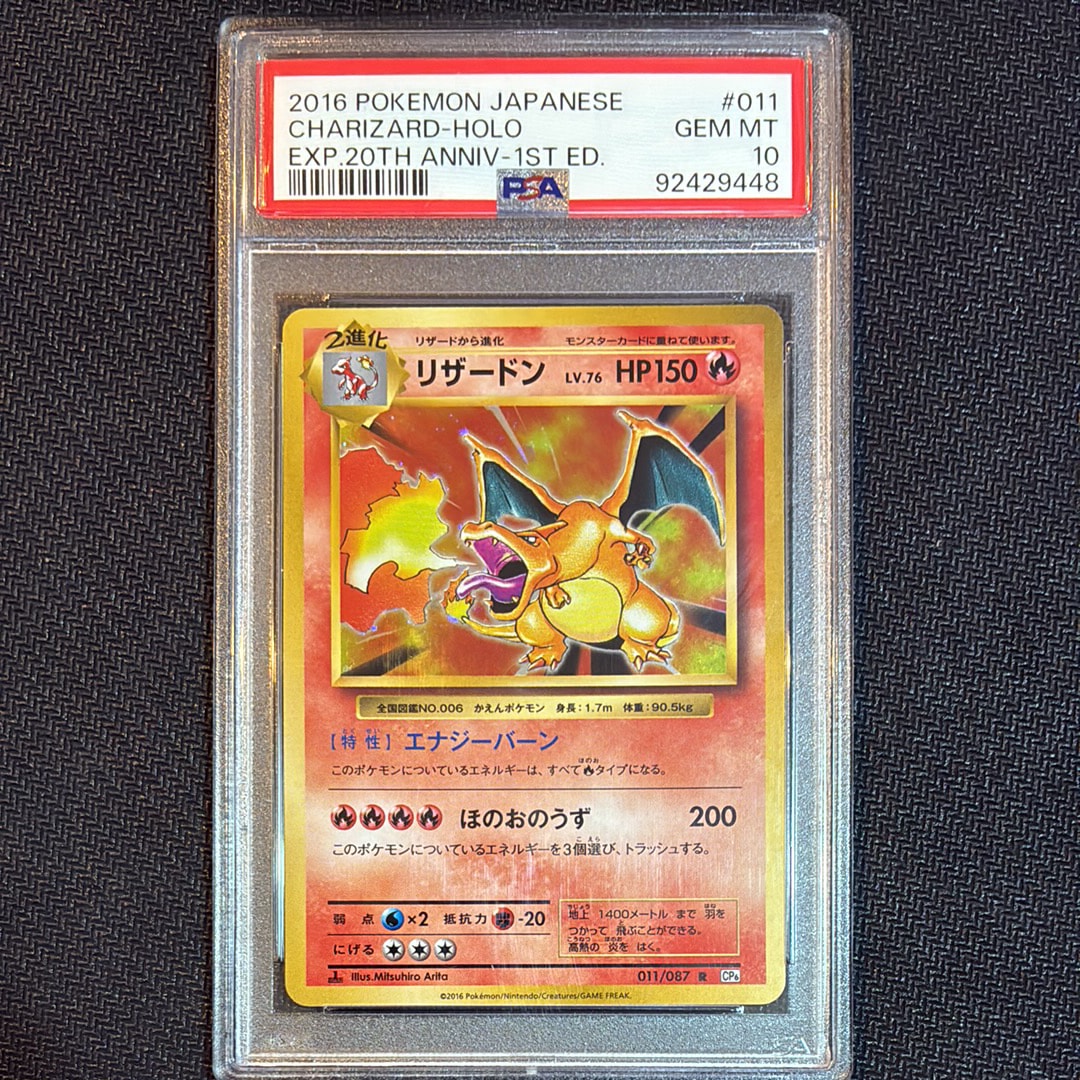 2016 POKEMON JAPANESE #011
CHARIZARD-HOLO GEM MT
EXP.20TH ANNIV-1ST ED. 10
PSA 92429448
2進化 リザードから進化 モンスターカードに重ねて使います。
リザードン LV.76 HP150
全国図鑑NO.006 かえんポケモン 身長:1.7m 体重:90.5kg
[特性] エナジーバーン
このポケモンについているエネルギーは、すべて タイプになる。
ほのおのうず 200
このポケモンについているエネルギーを3個選び、トラッシュする。
弱点 ×2 抵抗力 -20
にげる
地上 1400メートル まで 羽を
つかって 飛ぶことができる。
高熱の 炎を はく。
Illus.Mitsuhiro Arita 011/087 R CP6
©2016 Pokémon/Nintendo/Creatures/GAME FREAK.